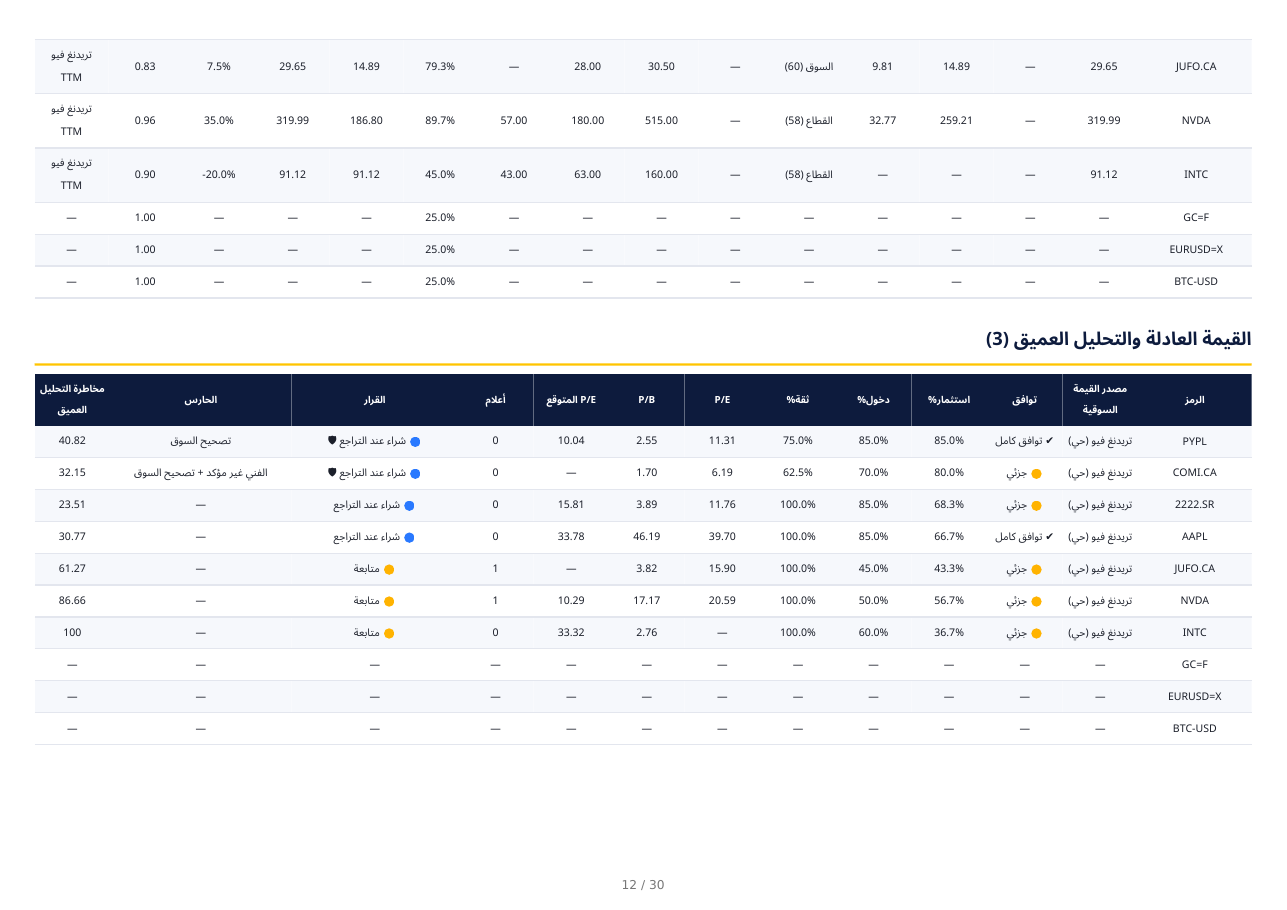 JUFO.CA 29.65 — 14.89 9.81 السوق (60) — 30.50 28.00 — 79.3% 14.89 29.65 7.5% 0.83 تريدنغ فيو TTM
NVDA 319.99 — 259.21 32.77 القطاع (58) — 515.00 180.00 57.00 89.7% 186.80 319.99 35.0% 0.96 تريدنغ فيو TTM
INTC 91.12 — — — القطاع (58) — 160.00 63.00 43.00 45.0% 91.12 91.12 -20.0% 0.90 تريدنغ فيو TTM
GC=F — — — — — — — — — 25.0% — — — 1.00 —
EURUSD=X — — — — — — — — — 25.0% — — — 1.00 —
BTC-USD — — — — — — — — — 25.0% — — — 1.00 —
القيمة العادلة والتحليل العميق (3)
الرمز مصدر القيمة السوقية توافق استثمار% دخول% ثقة% P/E P/B P/E المتوقع أعلام القرار الحارس مخاطرة التحليل العميق
PYPL تريدنغ فيو (حي) ✔ توافق كامل 85.0% 85.0% 75.0% 11.31 2.55 10.04 0 🔵 شراء عند التراجع 🛡 تصحيح السوق 40.82
COMI.CA تريدنغ فيو (حي) 🟡 جزئي 80.0% 70.0% 62.5% 6.19 1.70 — 0 🔵 شراء عند التراجع 🛡 الفني غير مؤكد + تصحيح السوق 32.15
2222.SR تريدنغ فيو (حي) 🟡 جزئي 68.3% 85.0% 100.0% 11.76 3.89 15.81 0 🔵 شراء عند التراجع — 23.51
AAPL تريدنغ فيو (حي) ✔ توافق كامل 66.7% 85.0% 100.0% 39.70 46.19 33.78 0 🔵 شراء عند التراجع — 30.77
JUFO.CA تريدنغ فيو (حي) 🟡 جزئي 43.3% 45.0% 100.0% 15.90 3.82 — 1 🟡 متابعة — 61.27
NVDA تريدنغ فيو (حي) 🟡 جزئي 56.7% 50.0% 100.0% 20.59 17.17 10.29 1 🟡 متابعة — 86.66
INTC تريدنغ فيو (حي) 🟡 جزئي 36.7% 60.0% 100.0% — 2.76 33.32 0 🟡 متابعة — 100
GC=F — — — — — — — — — — — —
EURUSD=X — — — — — — — — — — — —
BTC-USD — — — — — — — — — — — —
12 / 30